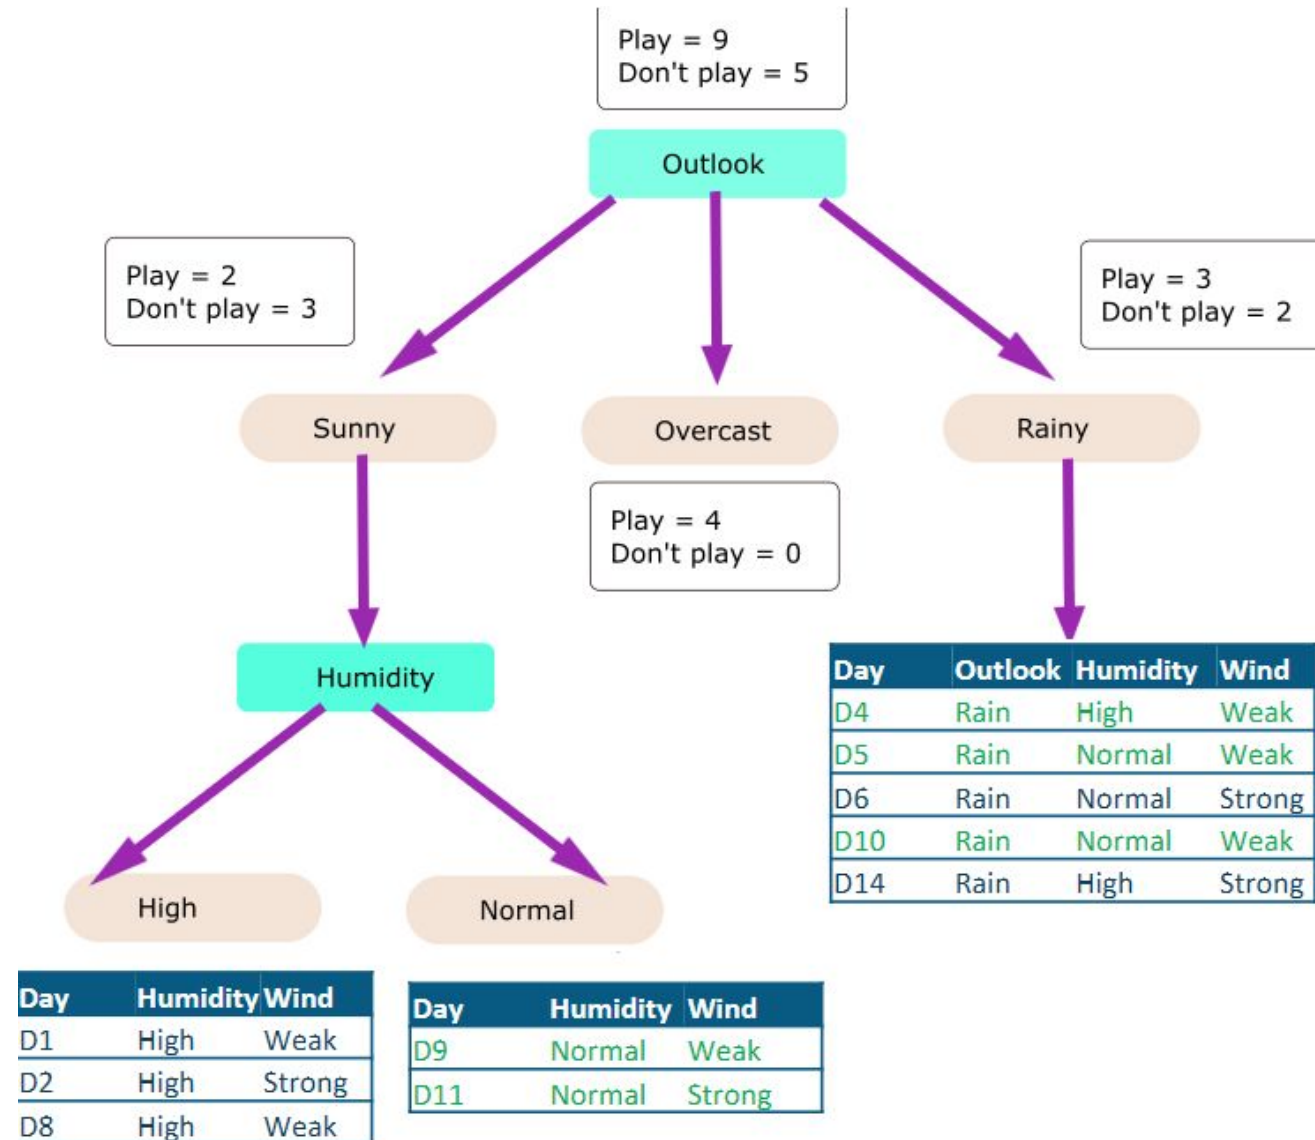 Play = 9
Don't play = 5
Outlook
Play = 2
Don't play = 3
Play = 3
Don't play = 2
Sunny
Overcast
Rainy
Play = 4
Don't play = 0
Humidity
Day Outlook Humidity Wind
D4 Rain High Weak
D5 Rain Normal Weak
D6 Rain Normal Strong
D10 Rain Normal Weak
D14 Rain High Strong
High
Normal
Day Humidity Wind
D1 High Weak
D2 High Strong
D8 High Weak
Day Humidity Wind
D9 Normal Weak
D11 Normal Strong